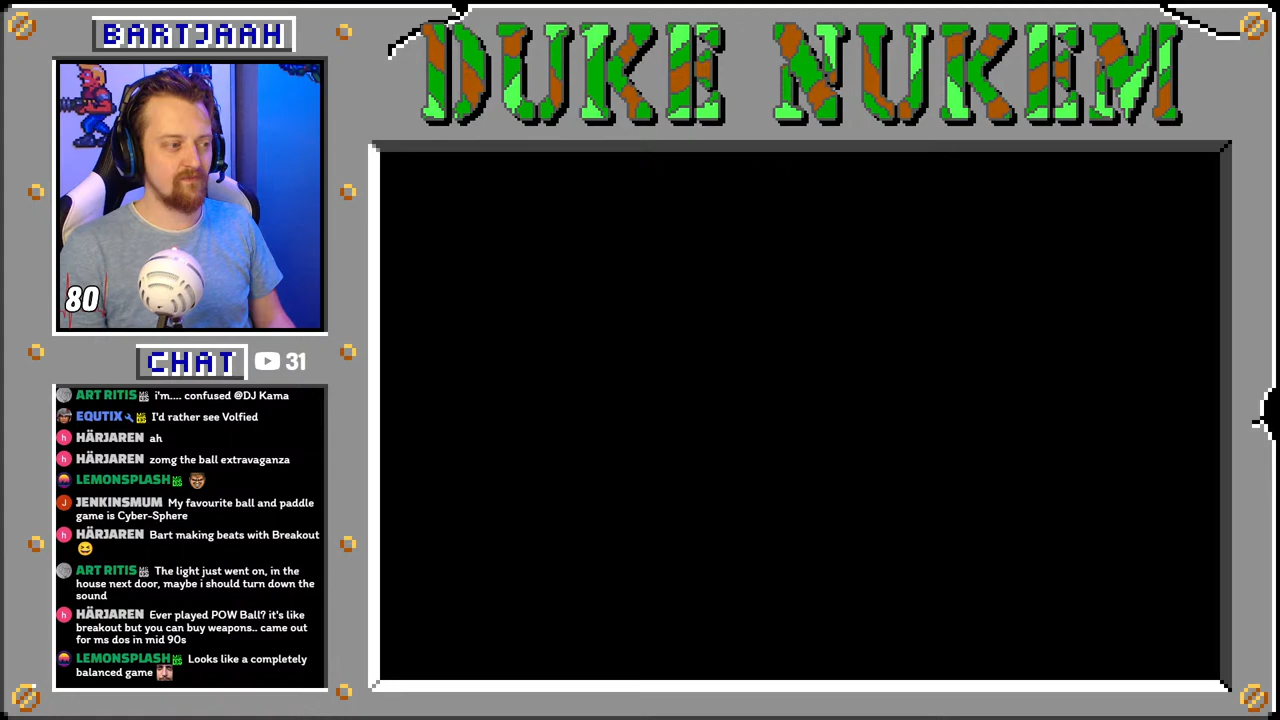 BARTJAAH
DUKE NUKEM
80
CHAT 31
ART RITIS i'm.... confused @DJ Kama
EQUTIX I'd rather see Volfied
HÄRJAREN ah
HÄRJAREN zomg the ball extravaganza
LEMONSPLASH
JENKINSMUM My favourite ball and paddle
game is Cyber-Sphere
HÄRJAREN Bart making beats with Breakout
ART RITIS The light just went on, in the
house next door, maybe i should turn down the
sound
HÄRJAREN Ever played POW Ball? it's like
breakout but you can buy weapons.. came out
for ms dos in mid 90s
LEMONSPLASH Looks like a completely
balanced game